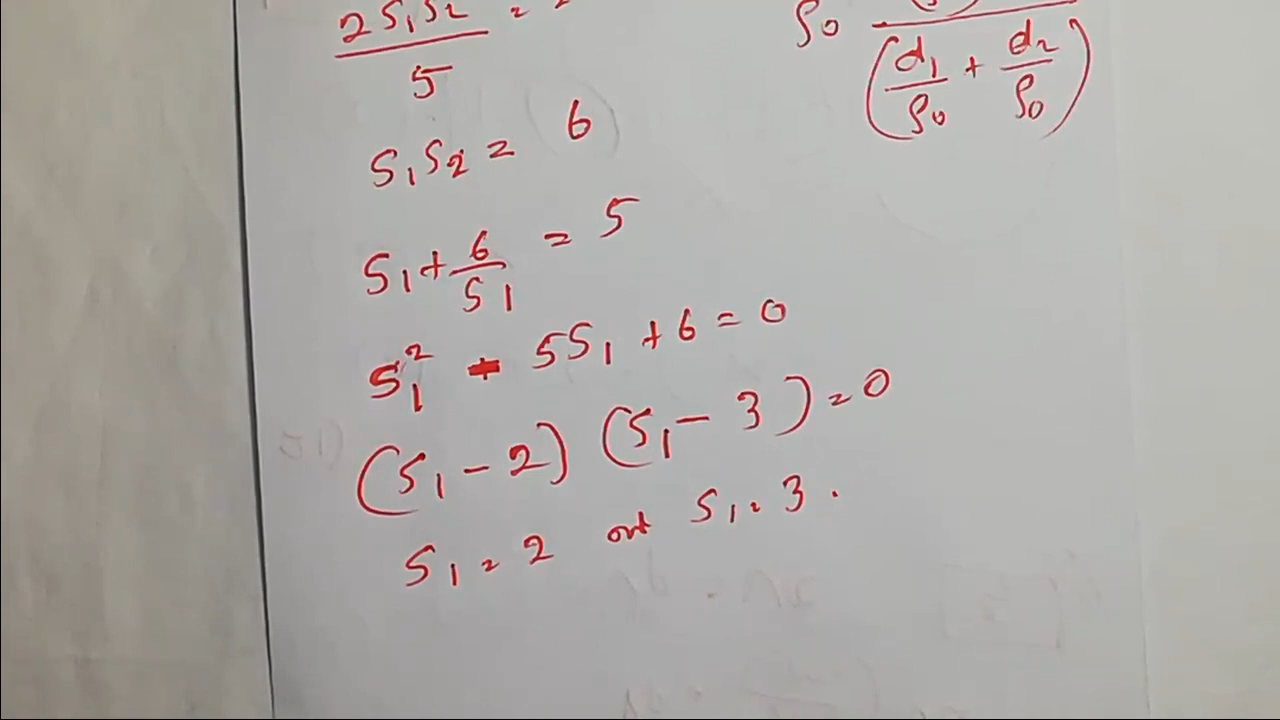 2S₁S₂ / 5 =
S₁S₂ = 6
S₁ + 6/S₁ = 5
S₁² - 5S₁ + 6 = 0
(S₁ - 2) (S₁ - 3) = 0
S₁ = 2 or S₁ = 3.
ρ₀ / (d₁/ρ₀ + d₂/ρ₀)